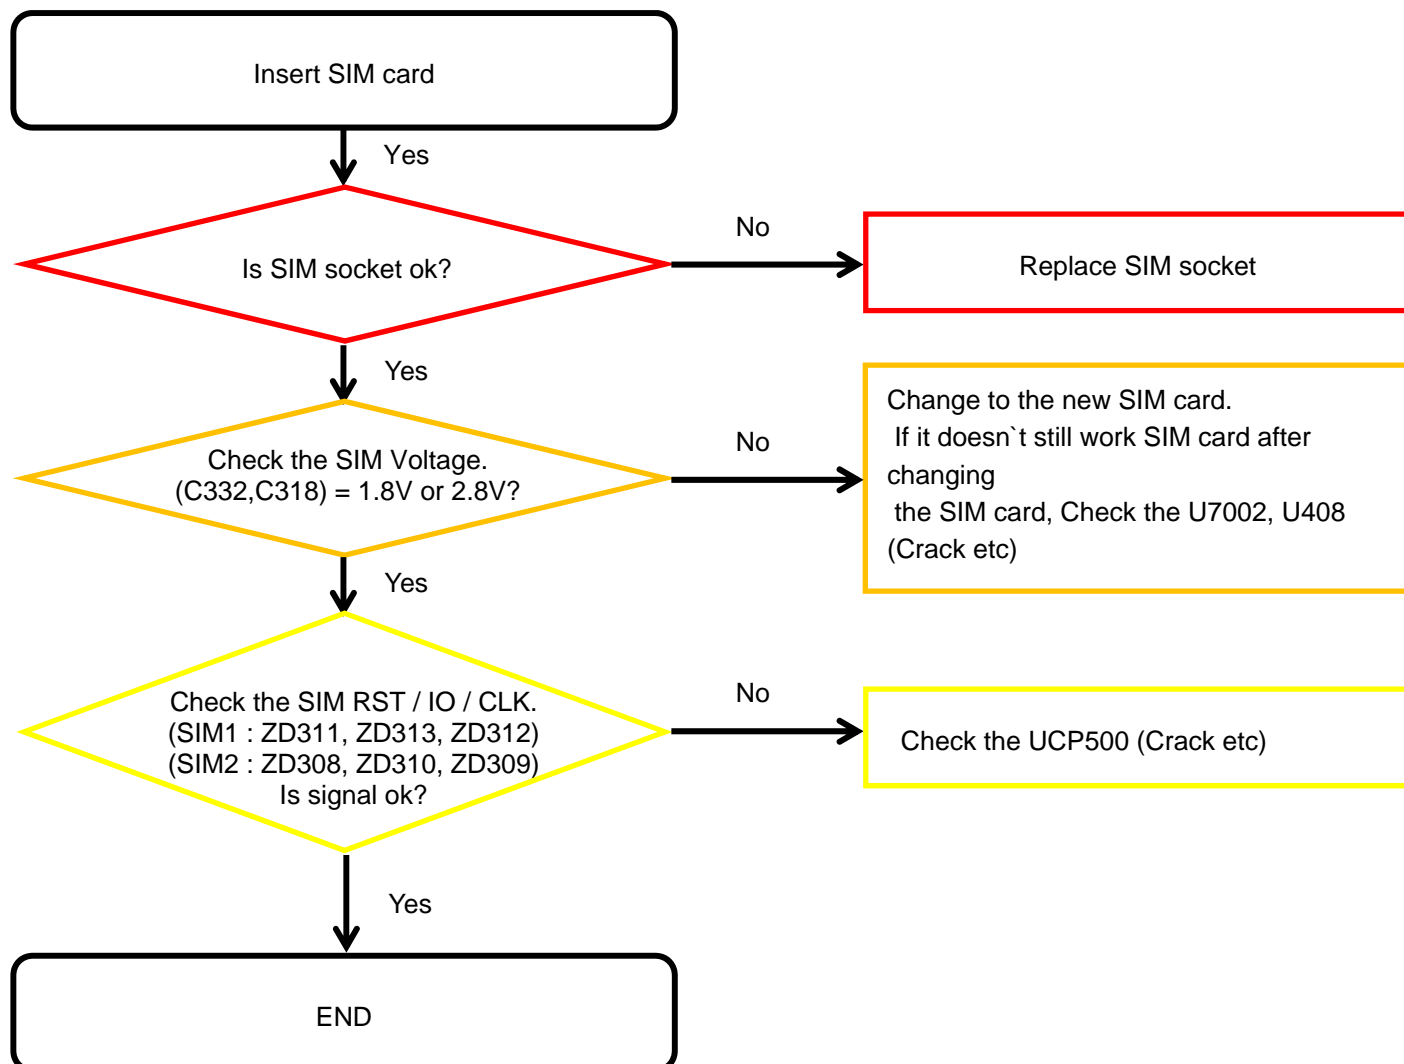 Insert SIM card
Yes
Is SIM socket ok?
No
Replace SIM socket
Yes
Check the SIM Voltage.
(C332,C318) = 1.8V or 2.8V?
No
Change to the new SIM card.
If it doesn`t still work SIM card after
changing
the SIM card, Check the U7002, U408
(Crack etc)
Yes
Check the SIM RST / IO / CLK.
(SIM1 : ZD311, ZD313, ZD312)
(SIM2 : ZD308, ZD310, ZD309)
Is signal ok?
No
Check the UCP500 (Crack etc)
Yes
END